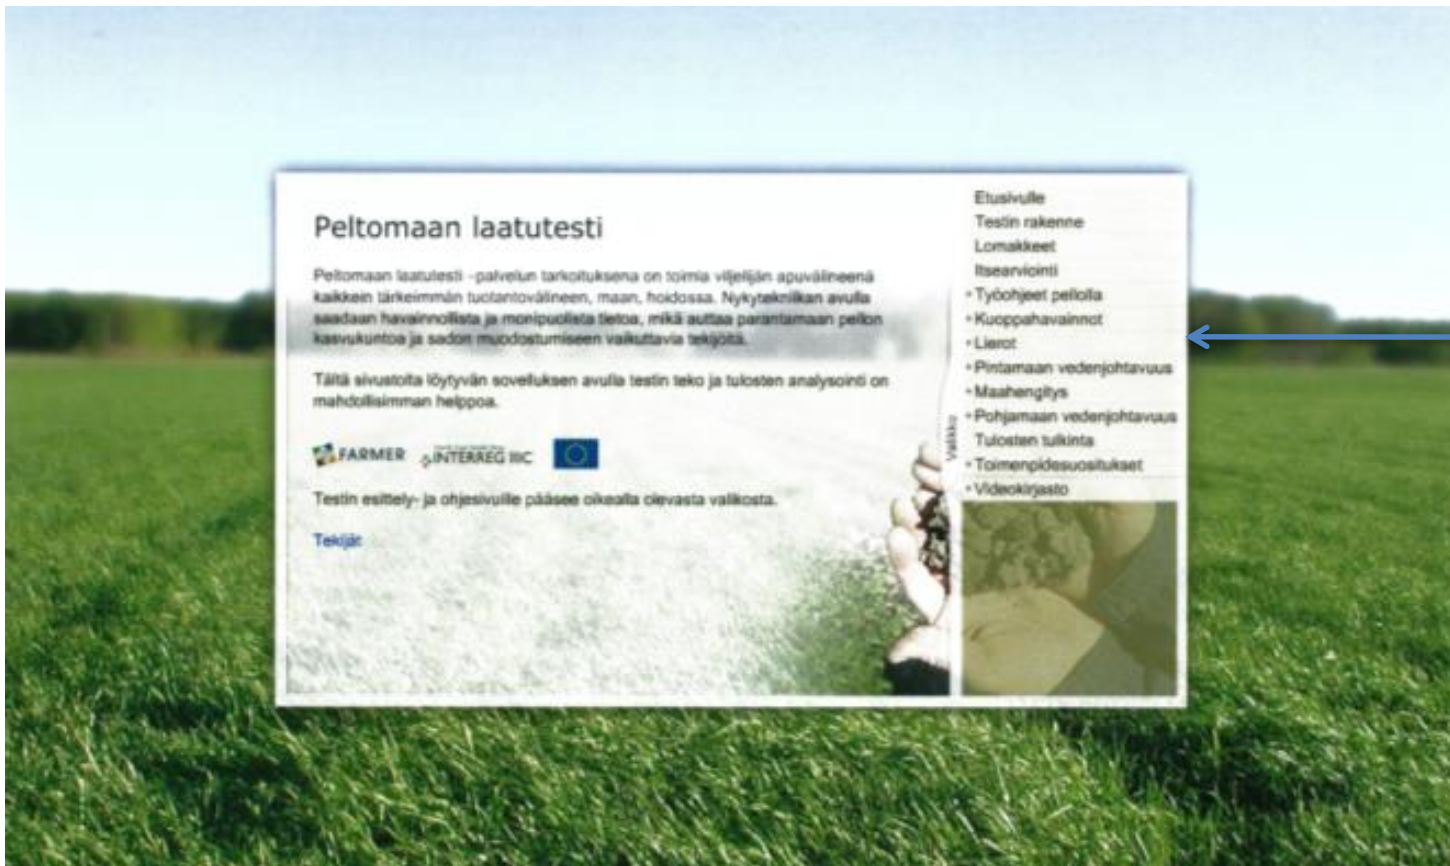 Peltomaan laatutesti
Peltomaan laatutesti -palvelun tarkoituksena on toimia viljelijän apuvälineenä
kaikkein tärkeimmän tuotantovälineen, maan, hoidossa. Nykytekniikan avulla
saadaan havainnollista ja monipuolista tietoa, mikä auttaa parantamaan pellon
kasvukuntoa ja sadon muodostumiseen vaikuttavia tekijöitä.
Tältä sivustolta löytyvän sovelluksen avulla testin teko ja tulosten analysointi on
mahdollisimman helppoa.
FARMER INTERREG IIIC
Testin esittely- ja ohjesivuille pääsee oikealla olevasta valikosta.
Tekijät
Valikko
Etusivulle
Testin rakenne
Lomakkeet
Itsearviointi
Työohjeet pellolla
Kuoppahavainnot
Lierot
Pintamaan vedenjohtavuus
Maahengitys
Pohjamaan vedenjohtavuus
Tulosten tulkinta
Toimenpidesuositukset
Videokirjasto